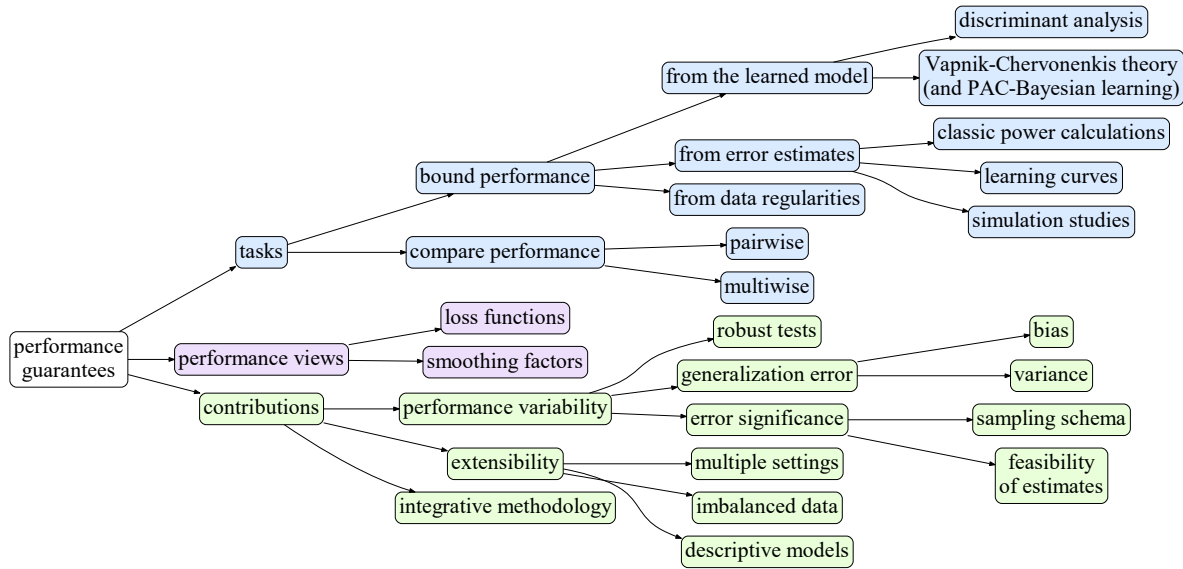 discriminant analysis
Vapnik-Chervonenkis theory
(and PAC-Bayesian learning)
from the learned model
classic power calculations
from error estimates
learning curves
bound performance
from data regularities
simulation studies
tasks
compare performance
pairwise
multiwise
loss functions
robust tests
bias
performance
guarantees
performance views
smoothing factors
generalization error
variance
contributions
performance variability
error significance
sampling schema
extensibility
multiple settings
feasibility
of estimates
integrative methodology
imbalanced data
descriptive models